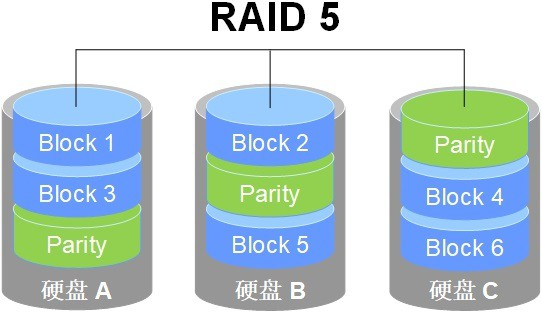 RAID 5
Block 1
Block 3
Parity
硬盘 A
Block 2
Parity
Block 5
硬盘 B
Parity
Block 4
Block 6
硬盘 C